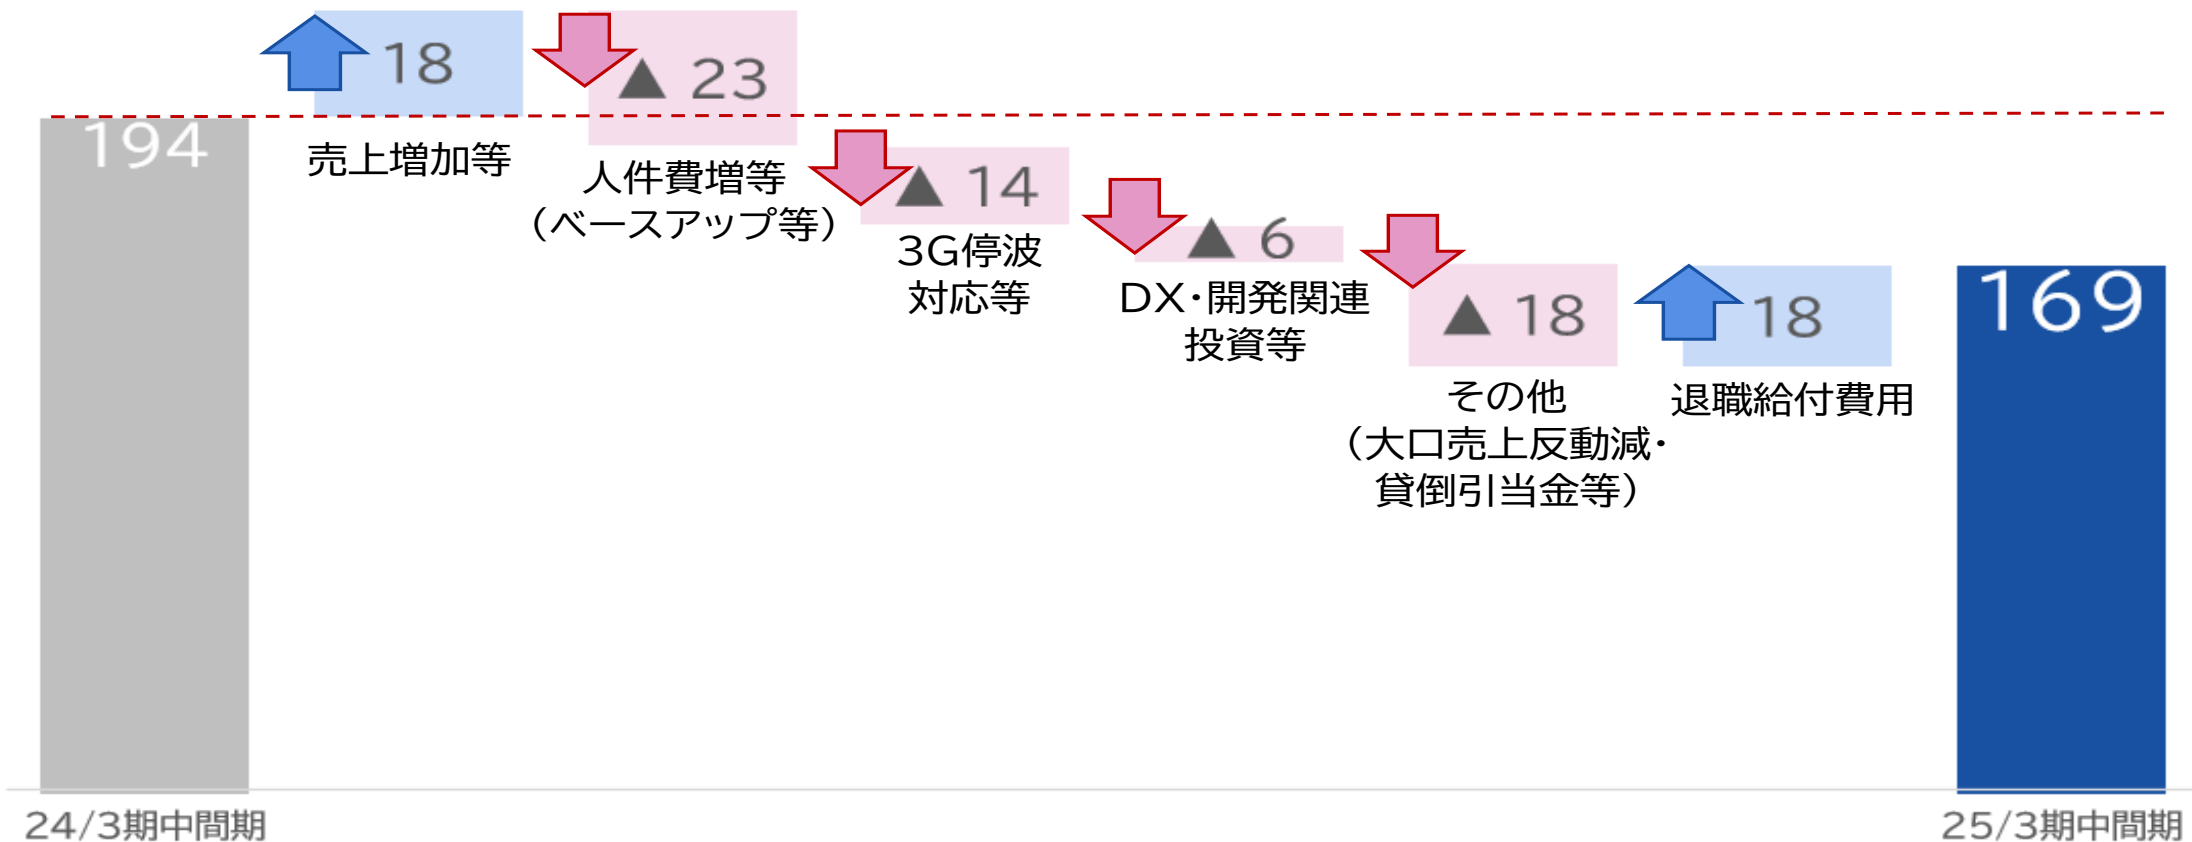 194
18
売上増加等
▲ 23
人件費増等
（ベースアップ等）
▲ 14
3G停波
対応等
▲ 6
DX・開発関連
投資等
▲ 18
その他
（大口売上反動減・
貸倒引当金等）
18
退職給付費用
169
24/3期中間期
25/3期中間期